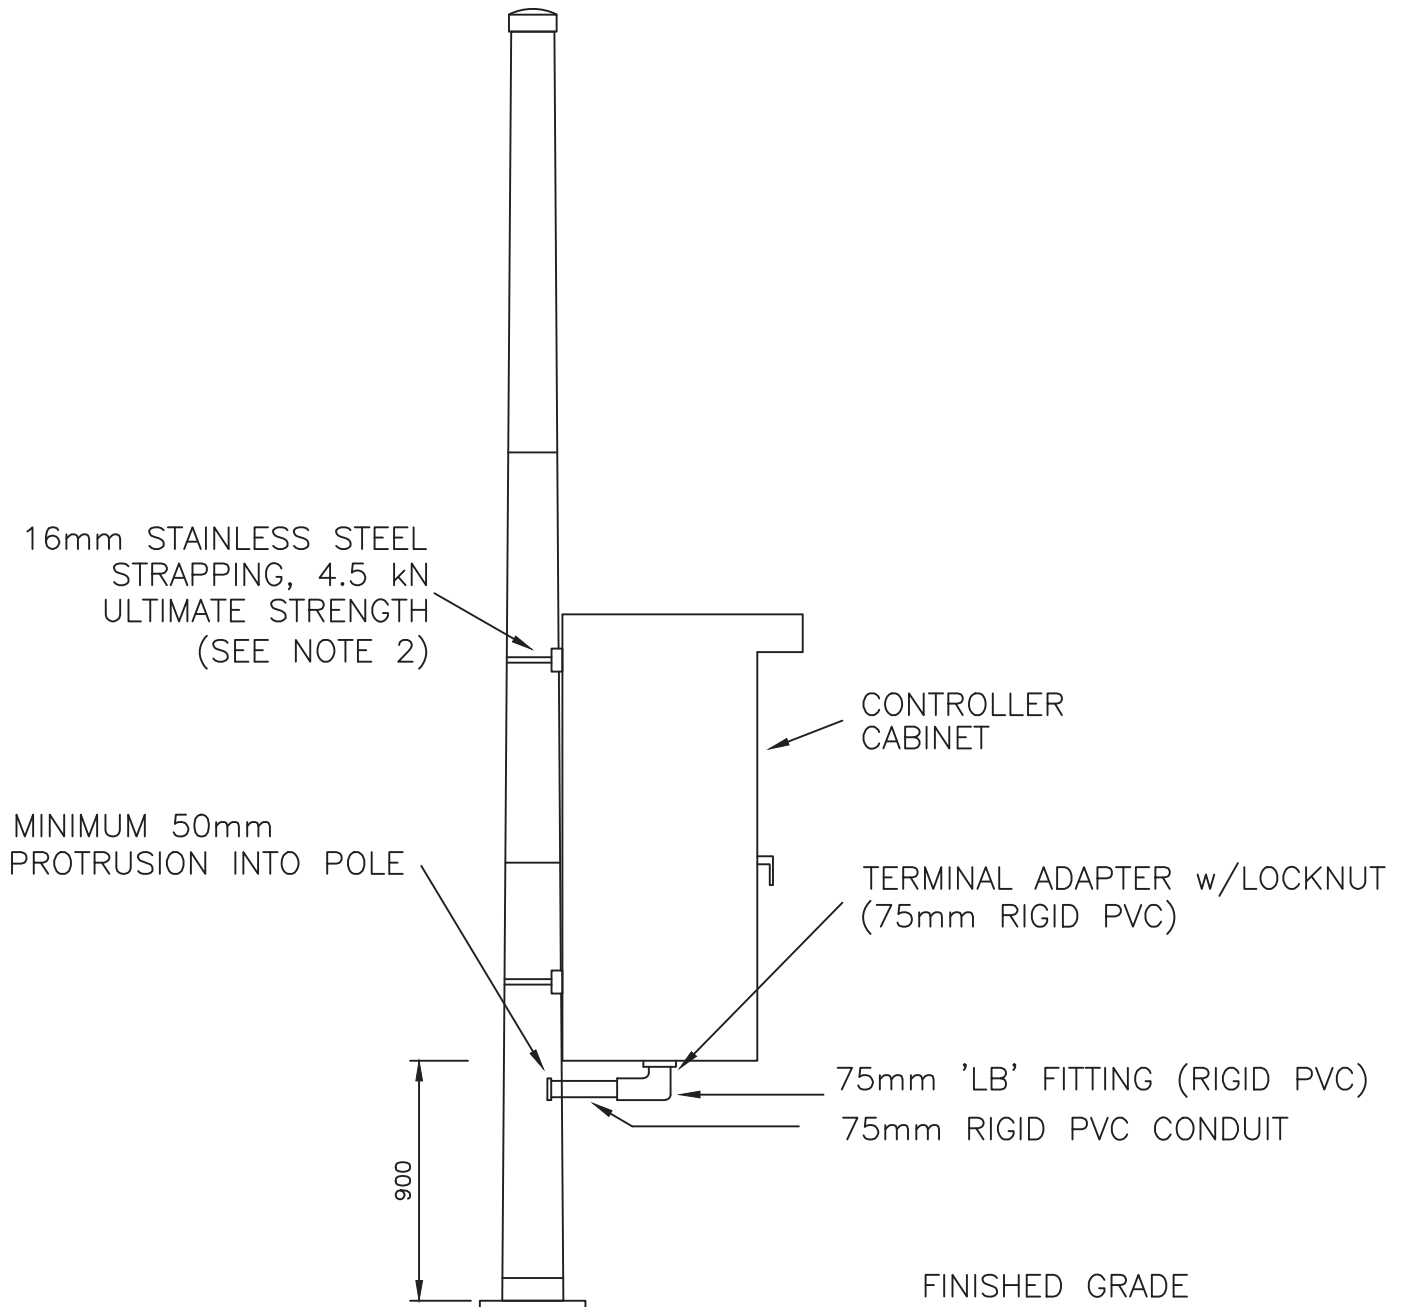 16mm STAINLESS STEEL
STRAPPING, 4.5 kN
ULTIMATE STRENGTH
(SEE NOTE 2)
CONTROLLER
CABINET
MINIMUM 50mm
PROTRUSION INTO POLE
TERMINAL ADAPTER w/LOCKNUT
(75mm RIGID PVC)
75mm 'LB' FITTING (RIGID PVC)
75mm RIGID PVC CONDUIT
900
FINISHED GRADE